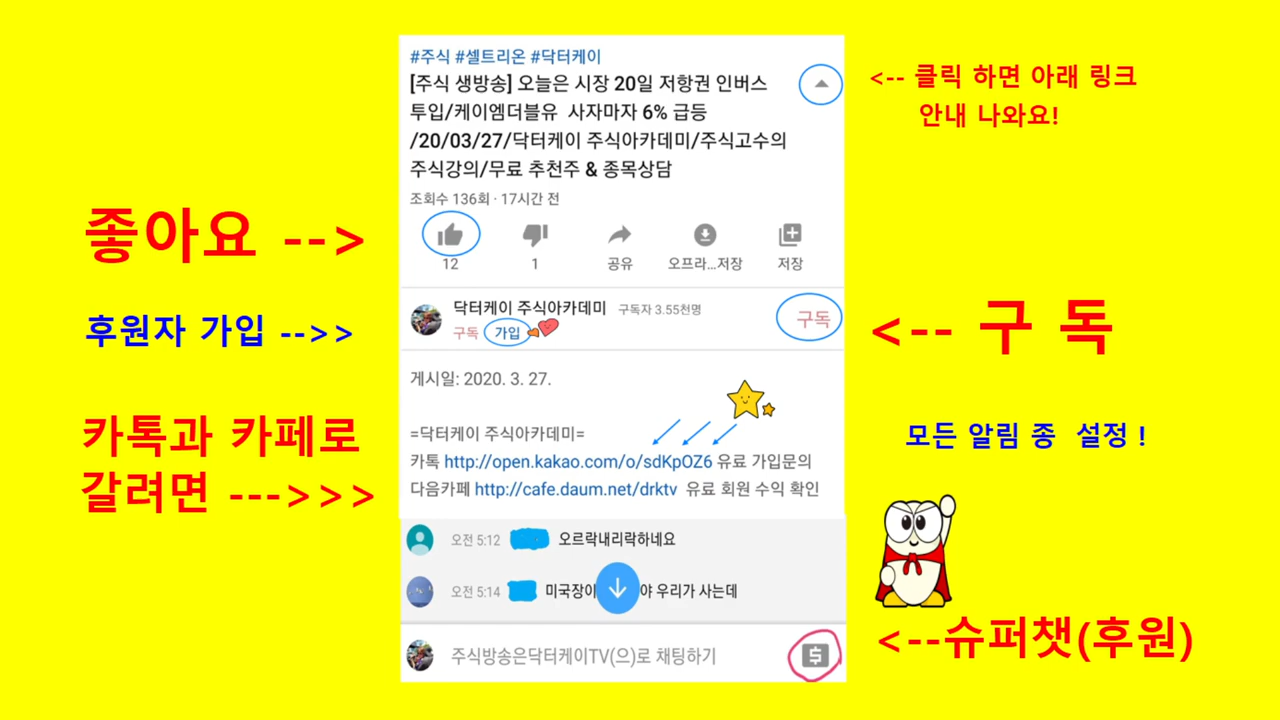 #주식 #셀트리온 #닥터케이
[주식 생방송] 오늘은 시장 20일 저항권 인버스
투입/케이엠더블유 사자마자 6% 급등
/20/03/27/닥터케이 주식아카데미/주식고수의
주식강의/무료 추천주 & 종목상담
조회수 136회 · 17시간 전
12
1
공유
오프라...저장
저장
닥터케이 주식아카데미 구독자 3.55천명
구독 가입
구독
게시일: 2020. 3. 27.
=닥터케이 주식아카데미=
카톡 http://open.kakao.com/o/sdKpOZ6 유료 가입문의
다음카페 http://cafe.daum.net/drktv 유료 회원 수익 확인
오전 5:12 오르락내리락하네요
오전 5:14 미국장이 야 우리가 사는데
주식방송은닥터케이TV(으)로 채팅하기
좋아요 -->
후원자 가입 -->>
카톡과 카페로
갈려면 --->>>
<-- 클릭 하면 아래 링크
안내 나와요!
<-- 구 독
모든 알림 종 설정 !
<--슈퍼챗(후원)